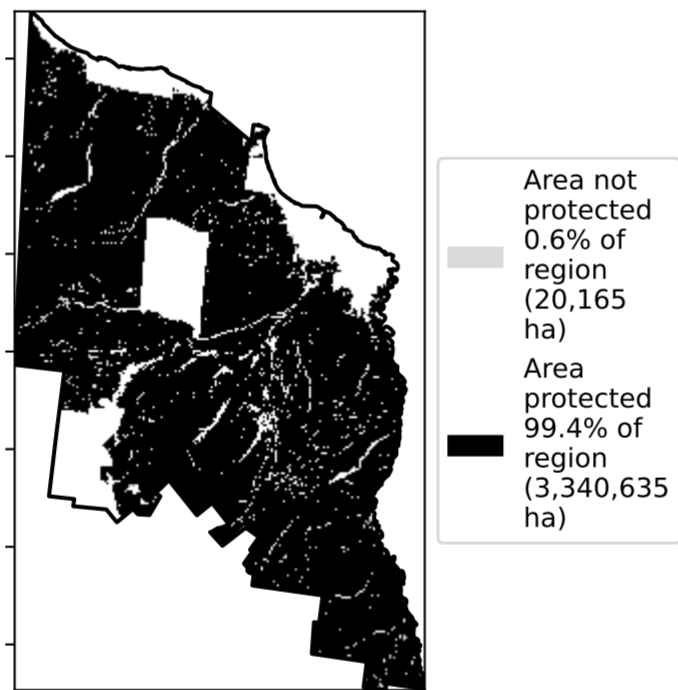 Area not
protected
0.6% of
region
(20,165
ha)
Area
protected
99.4% of
region
(3,340,635
ha)